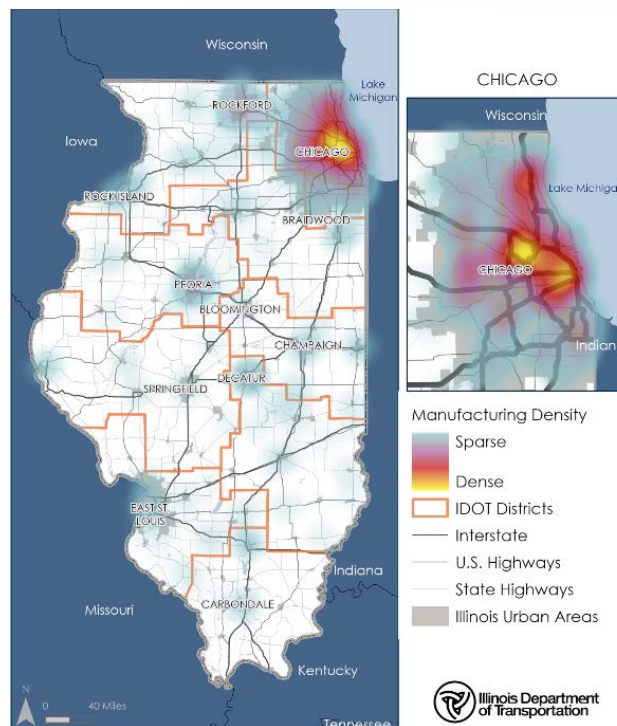 Wisconsin
Lake
Michigan
ROCKFORD
Iowa
CHICAGO
ROCK ISLAND
BRAIDWOOD
PEORIA
BLOOMINGTON
CHAMPAIGN
DECATUR
SPRINGFIELD
EAST ST
LOUIS
Indiana
Missouri
CARBONDALE
Kentucky
Tennessee
N
0 40 Miles
CHICAGO
Wisconsin
Lake Michiga
CHICAGO
Indian
Manufacturing Density
Sparse
Dense
IDOT Districts
Interstate
U.S. Highways
State Highways
Illinois Urban Areas
Illinois Department
of Transportation